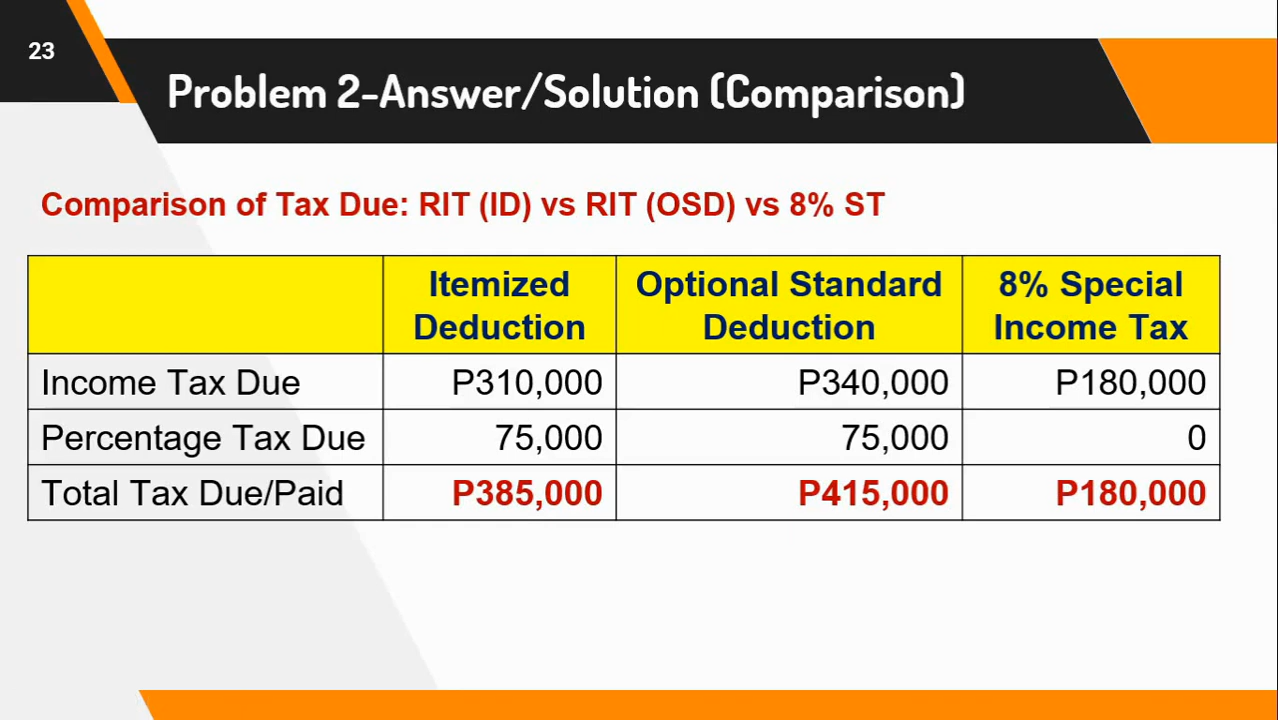 23
Problem 2-Answer/Solution (Comparison)
Comparison of Tax Due: RIT (ID) vs RIT (OSD) vs 8% ST
Itemized Deduction Optional Standard Deduction 8% Special Income Tax
Income Tax Due P310,000 P340,000 P180,000
Percentage Tax Due 75,000 75,000 0
Total Tax Due/Paid P385,000 P415,000 P180,000